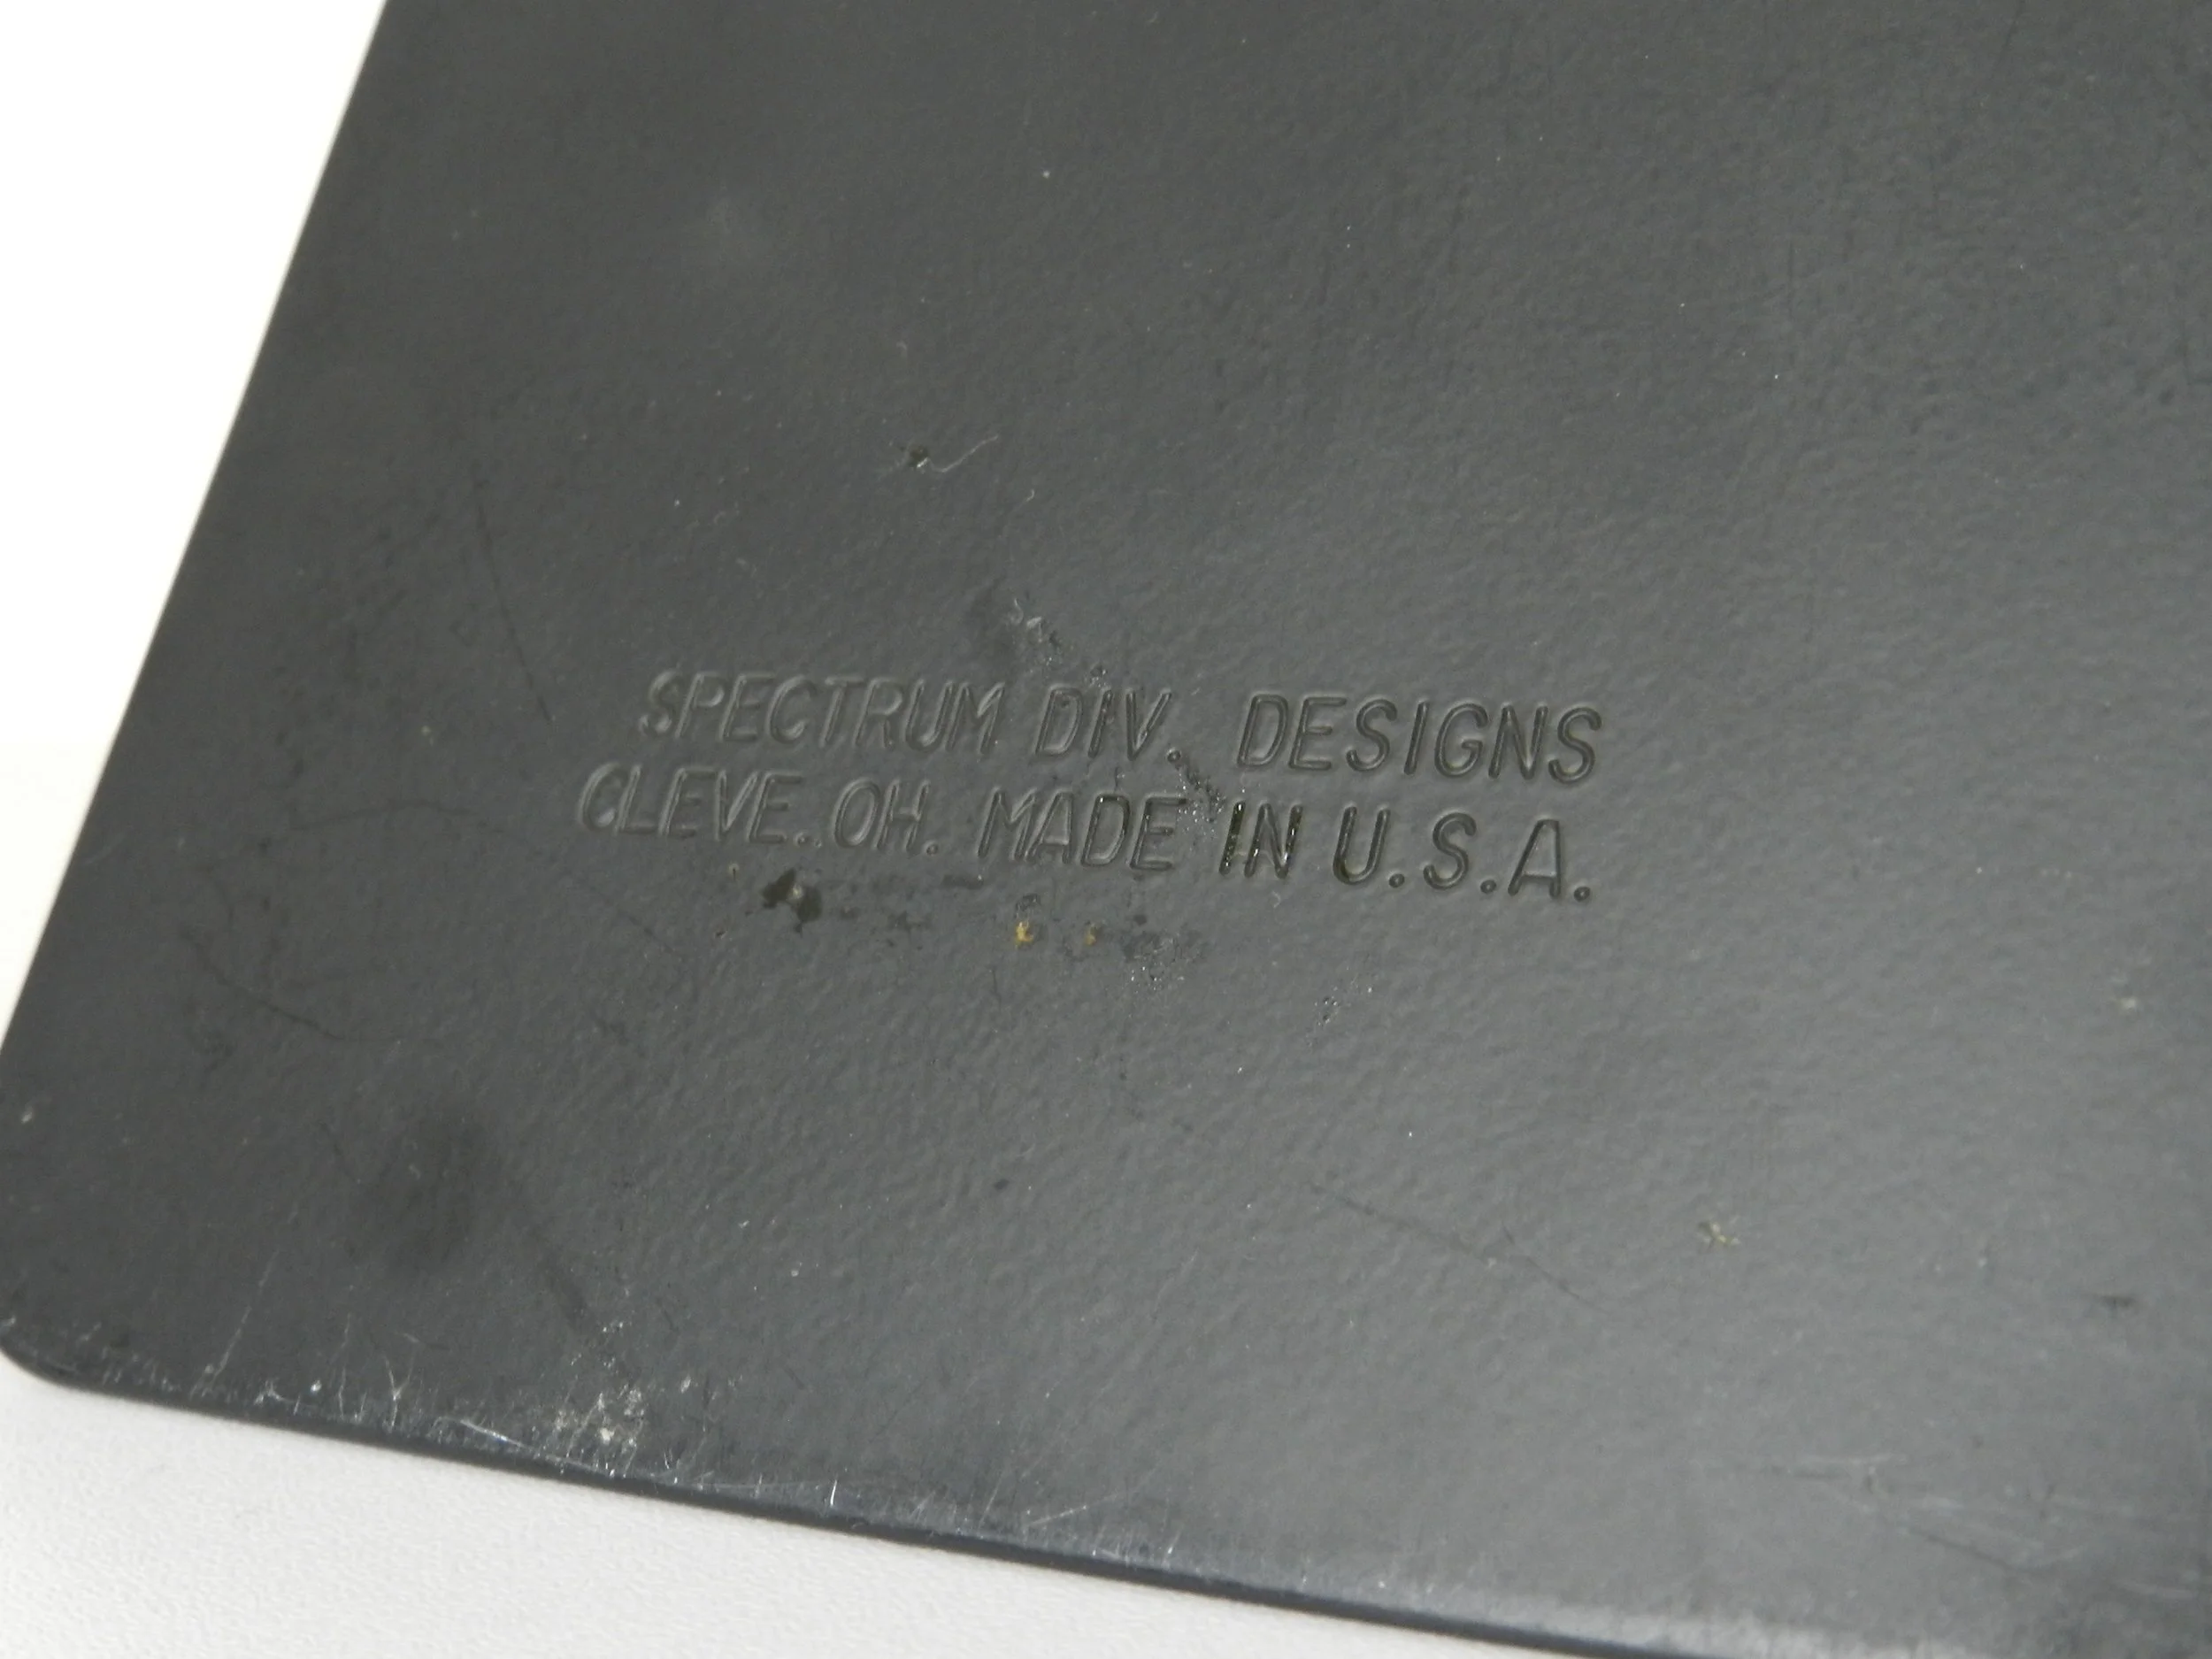 SPECTRUM DIV. DESIGNS
CLEVE..OH. MADE IN U.S.A.